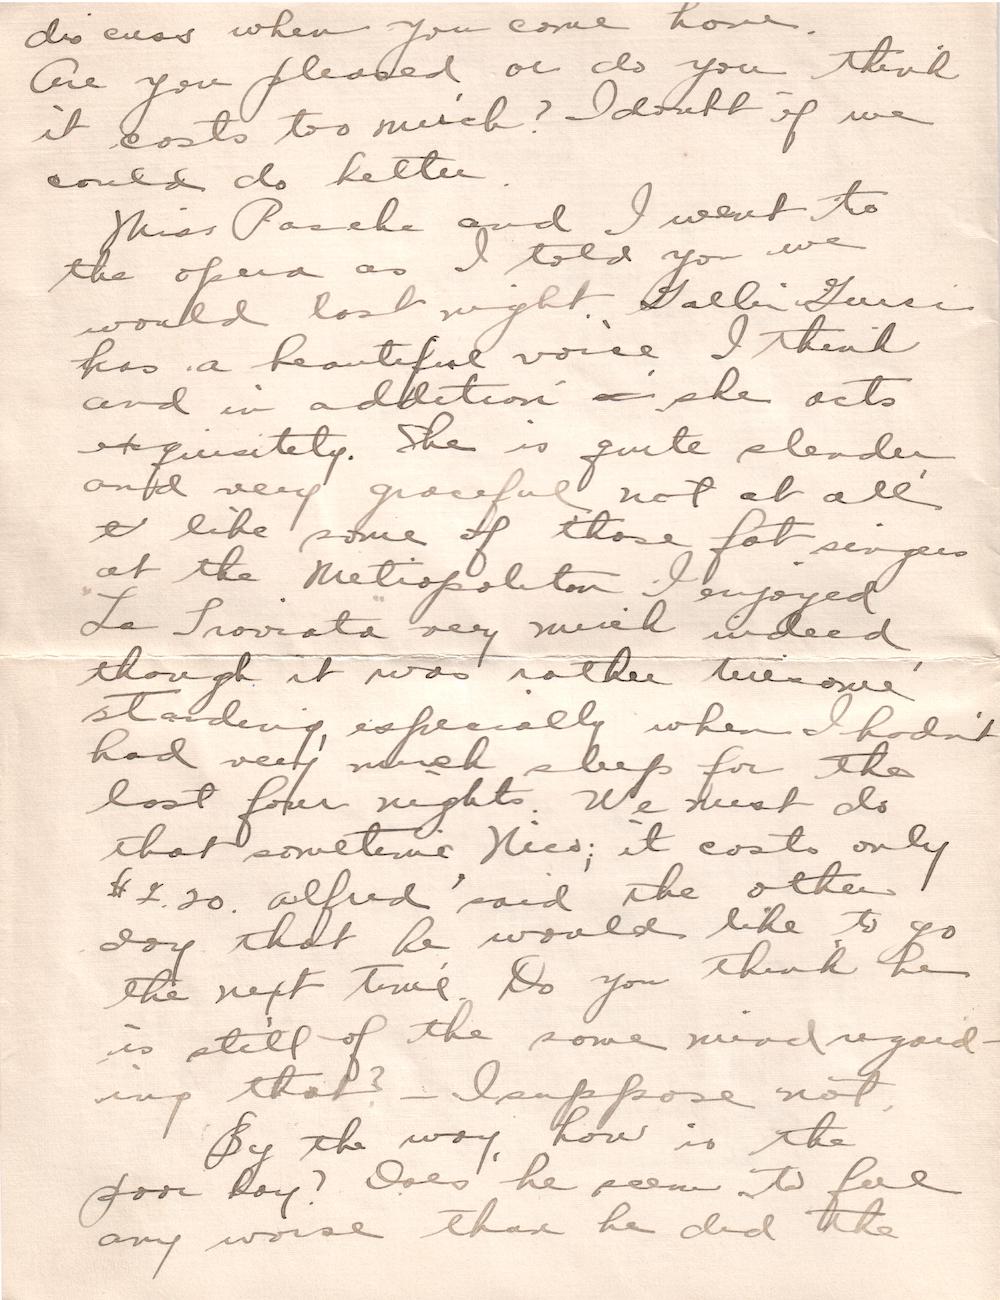 discuss when you come home.
Are you pleased or do you think
it costs too much? I doubt if we
could do better.
Miss Pasche and I went to
the opera as I told you we
would last night. Galli Gurci
has a beautiful voice I think
and in addition she acts
exquisitely. She is quite slender
and very graceful not at all
like some of those fat singers
at the Metropolitan I enjoyed
"La Traviata" very much indeed
though it was rather tiresome
standing, especially when I hadn't
had very much sleep for the
last four nights. We must do
that sometime Nico; it costs only
$2.20. Alfred said the other
day that he would like to go
the next time. Do you think he
is still of the same mind regard-
ing that? — I suppose not.
By the way, how is the
poor boy? Does he seem to feel
any worse than he did the